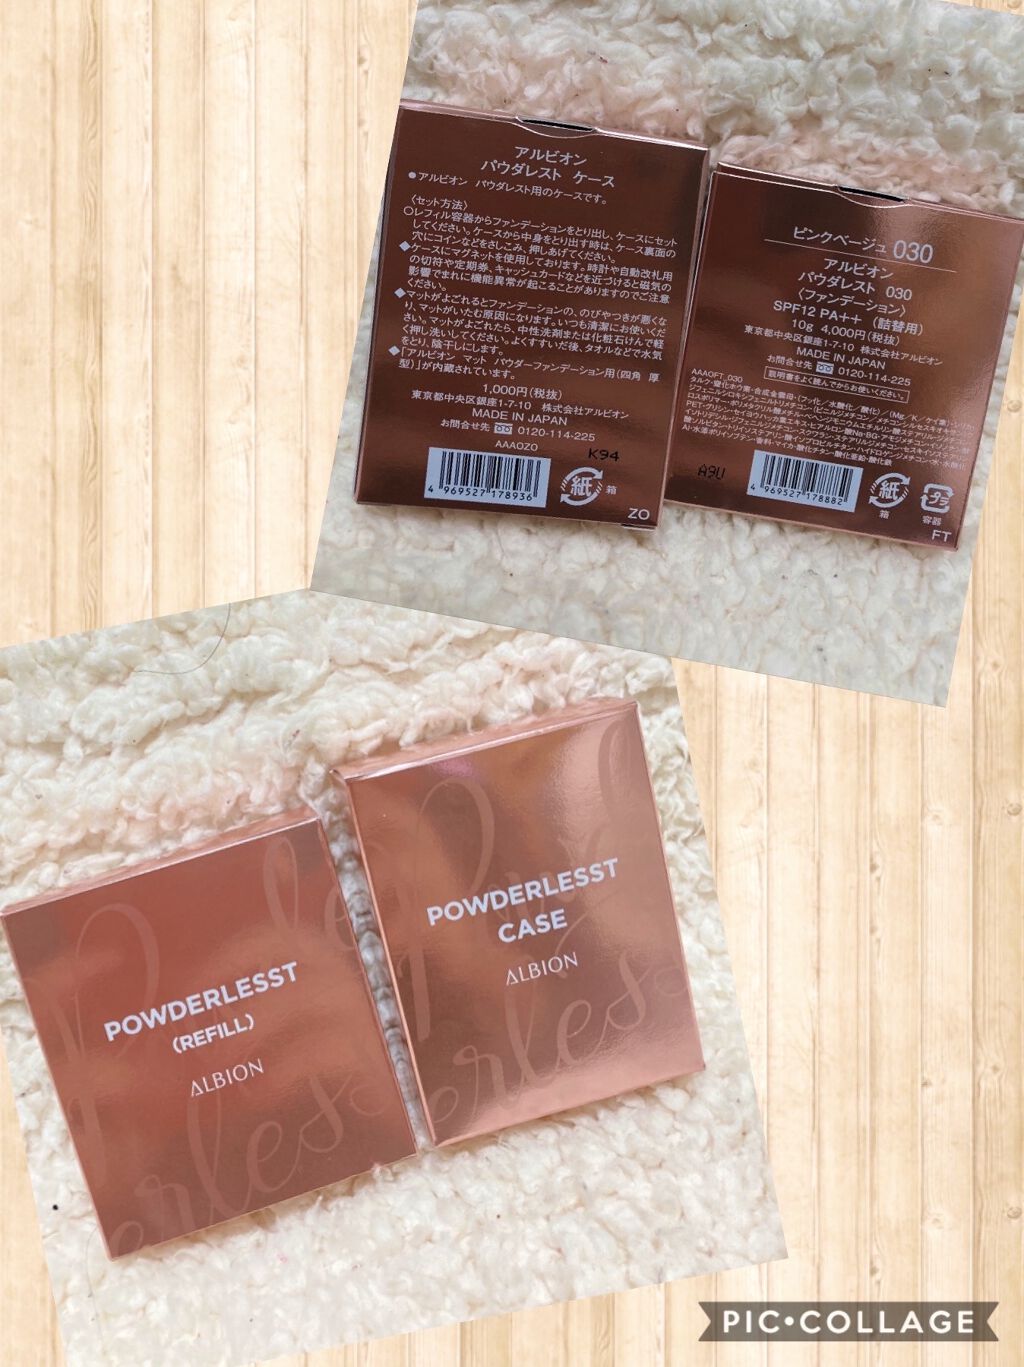 アルビオン
パウダレスト ケース
●アルビオン パウダレスト用のケースです。
〈セット方法〉
○レフィル容器からファンデーションをとり出し、ケースにセット
してください。ケースから中身をとり出す時は、ケース裏面の
穴にコインなどをさしこみ、押しあげてください。
◆ケースにマグネットを使用しております。時計や自動改札用
の切符や定期券、キャッシュカードなどを近づけると磁気の
影響でまれに機能異常が起こることがありますのでご注意
ください。
◆マットがよごれるとファンデーションの、のびやつきが悪くな
り、マットがいたむ原因になります。いつも清潔にお使いくだ
さい。マットがよごれたら、中性洗剤または化粧石けんで軽
く押し洗いしてください。よくすすいだ後、タオルなどで水気
をとり、陰干しにします。
◆「アルビオン マット パウダーファンデーション用(四角 厚
型)」が内蔵されています。
1,000円(税抜)
東京都中央区銀座1-7-10 株式会社アルビオン
MADE IN JAPAN
お問合せ先 0120-114-225
AAAOZO
K94
4 969527 178936
紙
箱
ZO
ピンクベージュ 030
アルビオン
パウダレスト 030
〈ファンデーション〉
SPF12 PA++ (詰替用)
10g 4,000円(税抜)
東京都中央区銀座1-7-10 株式会社アルビオン
MADE IN JAPAN
お問合せ先 0120-114-225
説明書をよく読んでからお使いください。
AAAOFT_030
A9U
4 969527 178882
紙
箱
プラ
容器
FT
POWDERLESST
CASE
ALBION
POWDERLESST
(REFILL)
ALBION
PIC•COLLAGE